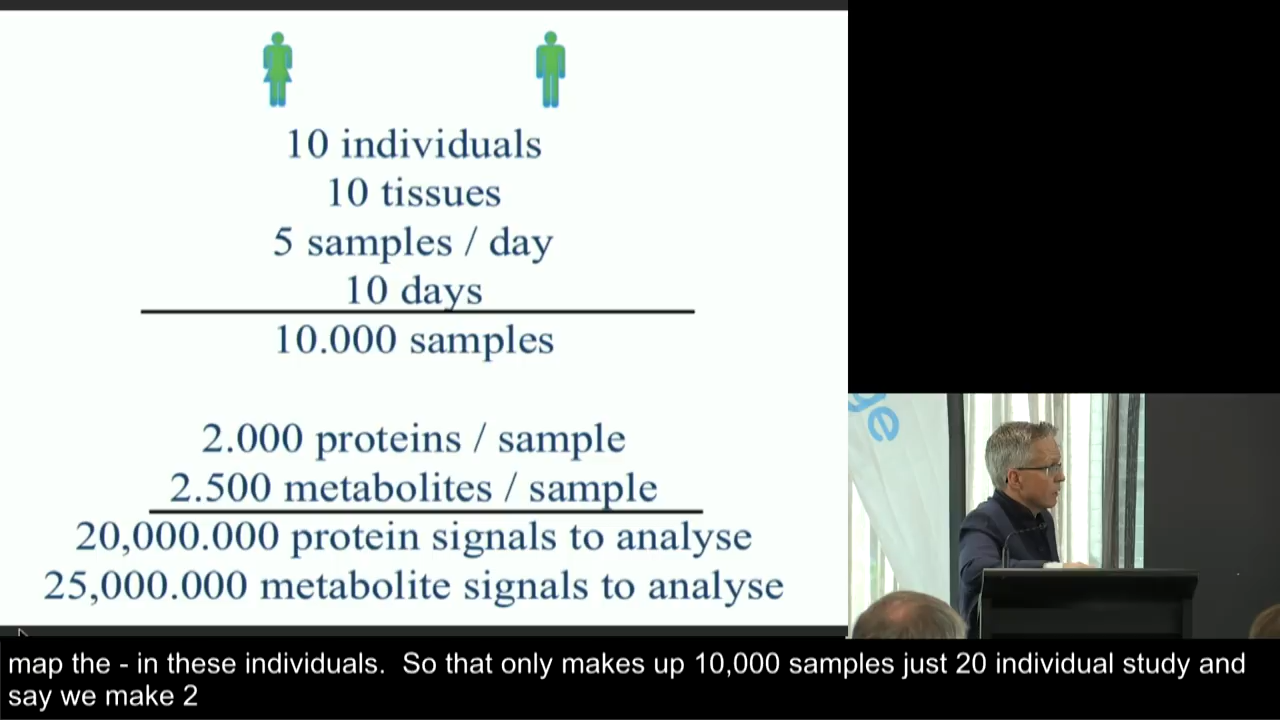 10 individuals
10 tissues
5 samples / day
10 days
10.000 samples
2.000 proteins / sample
2.500 metabolites / sample
20,000.000 protein signals to analyse
25,000.000 metabolite signals to analyse
ge
map the - in these individuals.  So that only makes up 10,000 samples just 20 individual study and
say we make 2